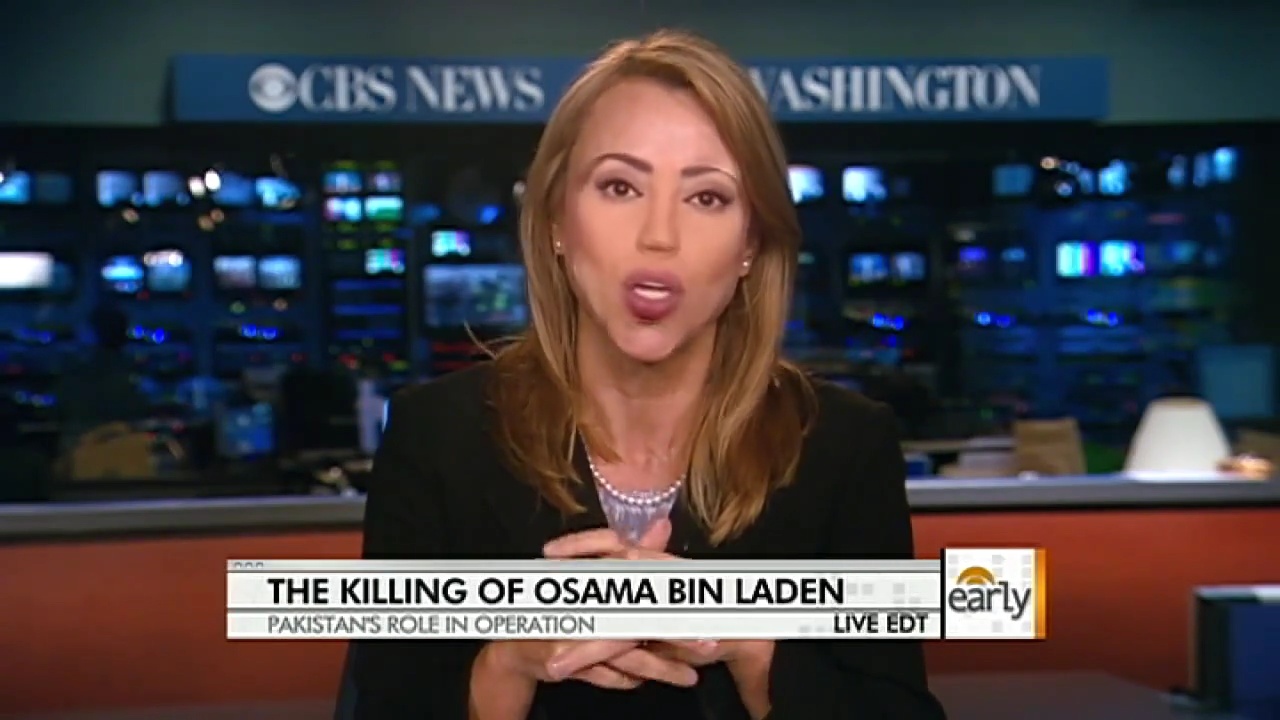 CBS NEWS WASHINGTON
THE KILLING OF OSAMA BIN LADEN
PAKISTAN'S ROLE IN OPERATION
LIVE EDT
early